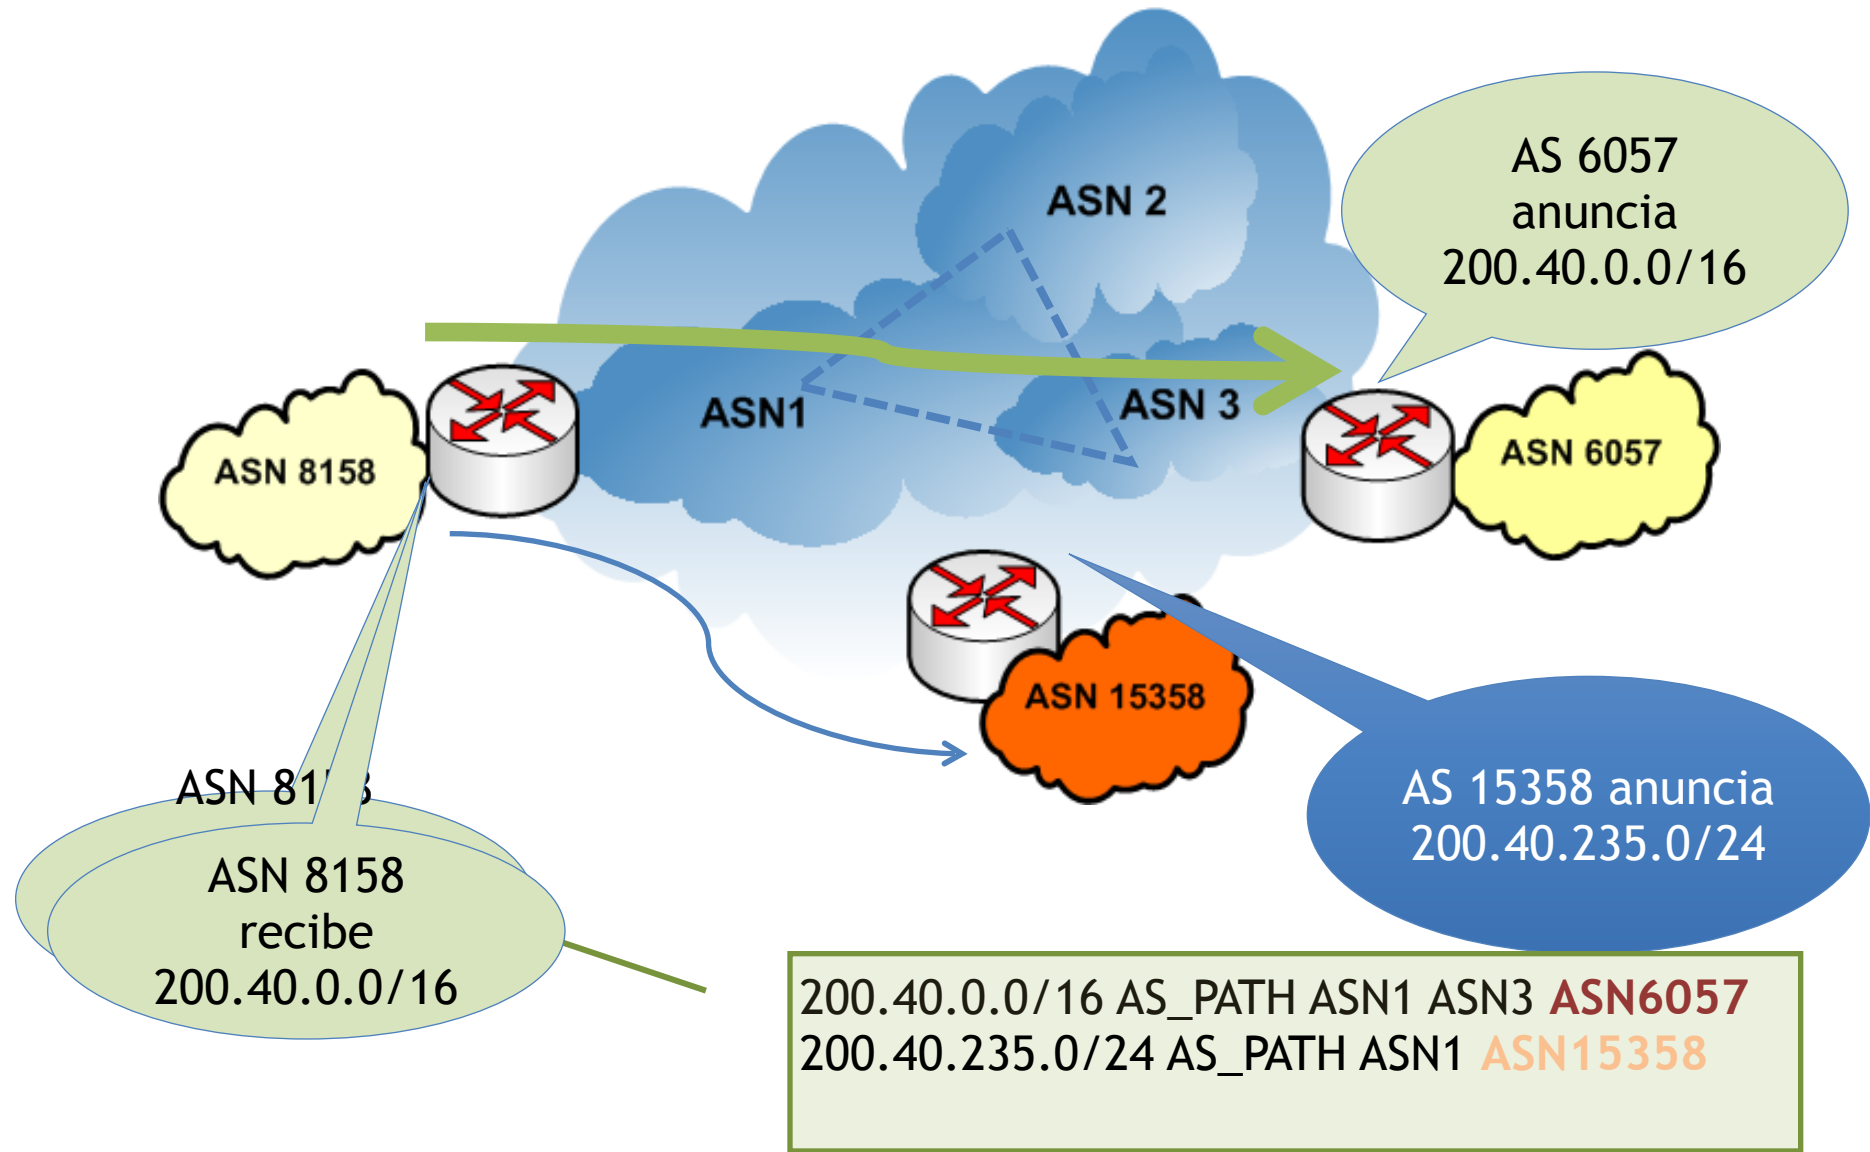 ASN 2
AS 6057
anuncia
200.40.0.0/16
ASN1
ASN 3
ASN 8158
ASN 6057
ASN 15358
AS 15358 anuncia
200.40.235.0/24
ASN 8158
recibe
200.40.0.0/16
200.40.0.0/16 AS_PATH ASN1 ASN3 ASN6057
200.40.235.0/24 AS_PATH ASN1 ASN15358